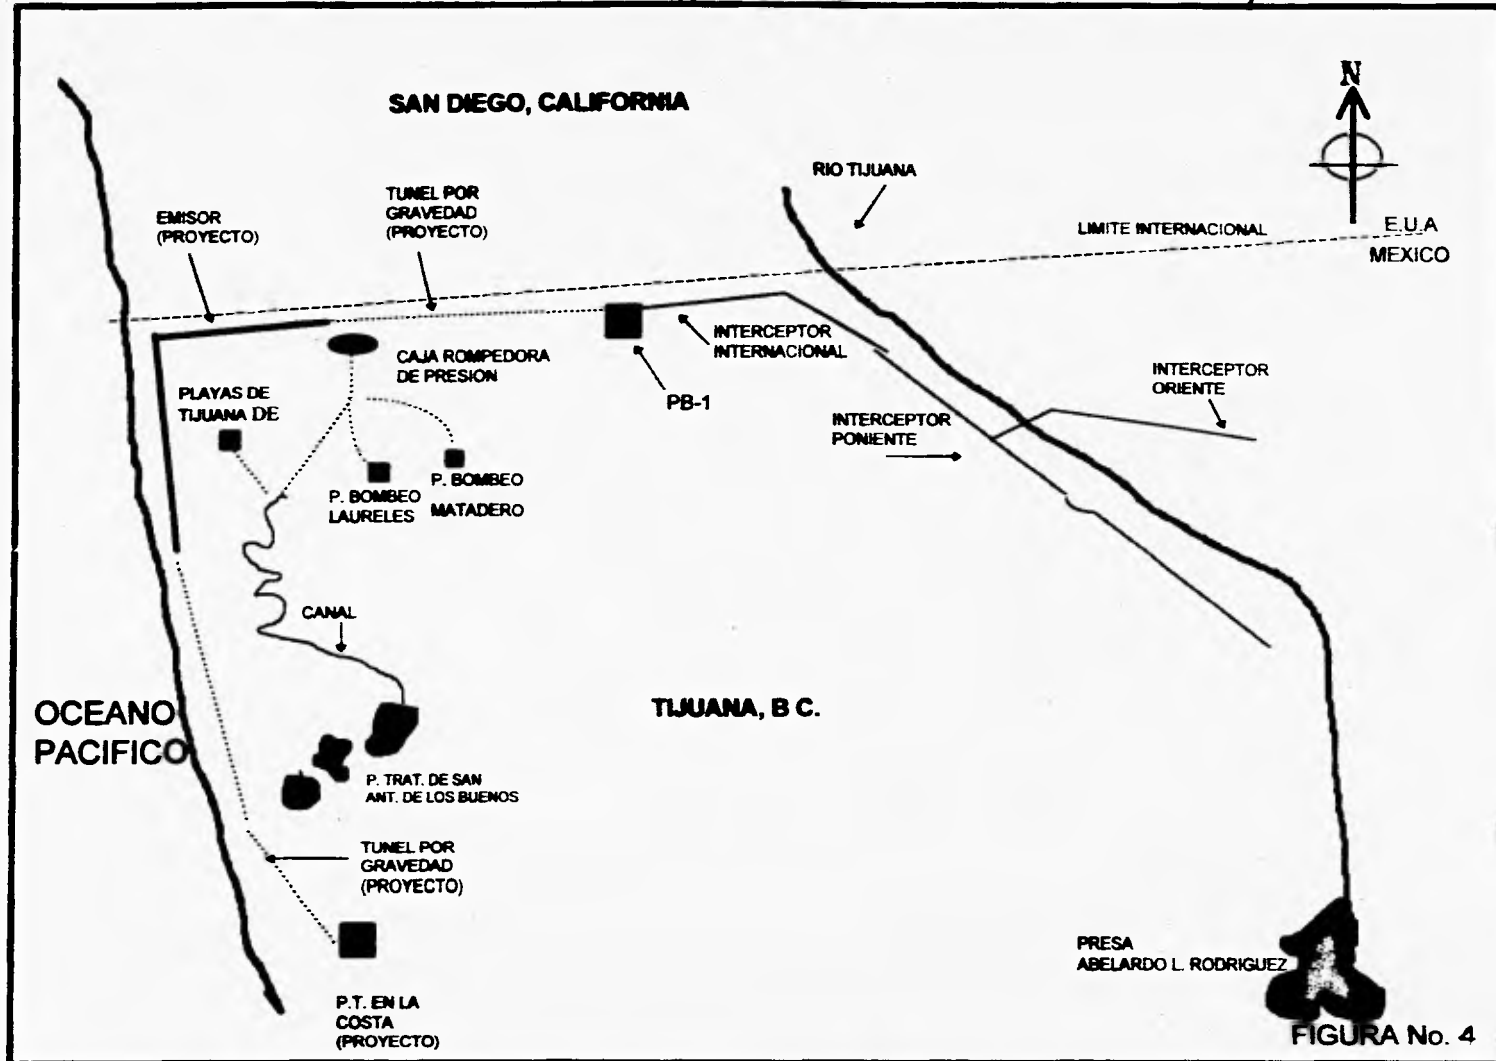 N
SAN DIEGO, CALIFORNIA
RIO TIJUANA
TUNEL POR
GRAVEDAD
(PROYECTO)
EMISOR
(PROYECTO)
LIMITE INTERNACIONAL
E.U.A
MEXICO
INTERCEPTOR
INTERNACIONAL
CAJA ROMPEDORA
DE PRESION
INTERCEPTOR
ORIENTE
PLAYAS DE
TIJUANA DE
PB-1
INTERCEPTOR
PONIENTE
P. BOMBEO
LAURELES
P. BOMBEO
MATADERO
CANAL
OCEANO
PACIFICO
TIJUANA, B C.
P. TRAT. DE SAN
ANT. DE LOS BUENOS
TUNEL POR
GRAVEDAD
(PROYECTO)
PRESA
ABELARDO L. RODRIGUEZ
P.T. EN LA
COSTA
(PROYECTO)
FIGURA No. 4